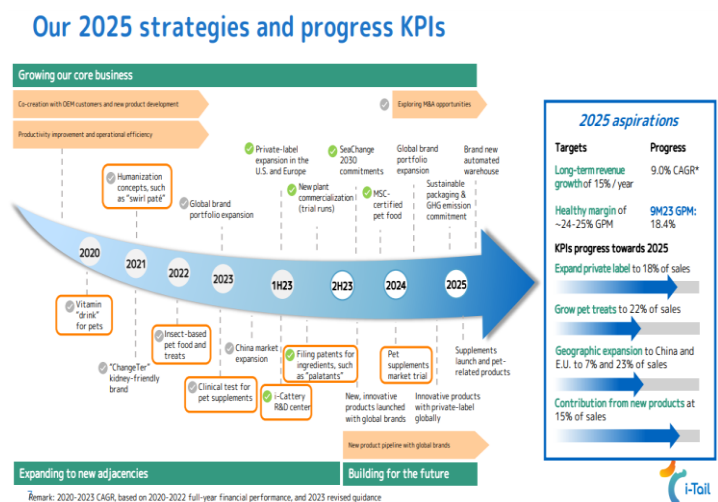 Our 2025 strategies and progress KPIs
Growing our core business
Co-creation with OEM customers and new product development
Productivity improvement and operational efficiency
Exploring M&A opportunities
Humanization
concepts, such
as "swirl paté"
Global brand
portfolio expansion
Private-label
expansion in the
U.S. and Europe
New plant
commercialization
(trial runs)
SeaChange
2030
commitments
MSC-
certified
pet food
Global brand
portfolio
expansion
Sustainable
packaging &
GHG emission
commitment
Brand new
automated
warehouse
2020
2021
2022
2023
1H23
2H23
2024
2025
Vitamin
"drink"
for pets
"ChangeTer"
kidney-friendly
brand
Insect-based
pet food and
treats
Clinical test for
pet supplements
China market
expansion
i-Cattery
R&D center
Filing patents for
ingredients, such
as "palatants"
New, innovative
products launched
with global brands
Pet
supplements
market trial
Innovative products
with private-label
globally
Supplements
launch and pet-
related products
New product pipeline with global brands
Expanding to new adjacencies
Building for the future
2025 aspirations
Targets
Progress
Long-term revenue
growth of 15% / year
9.0% CAGR*
Healthy margin of
~24-25% GPM
9M23 GPM:
18.4%
KPIs progress towards 2025
Expand private label to 18% of sales
Grow pet treats to 22% of sales
Geographic expansion to China and
E.U. to 7% and 23% of sales
Contribution from new products at
15% of sales
Remark: 2020-2023 CAGR, based on 2020-2022 full-year financial performance, and 2023 revised guidance
i-Tail